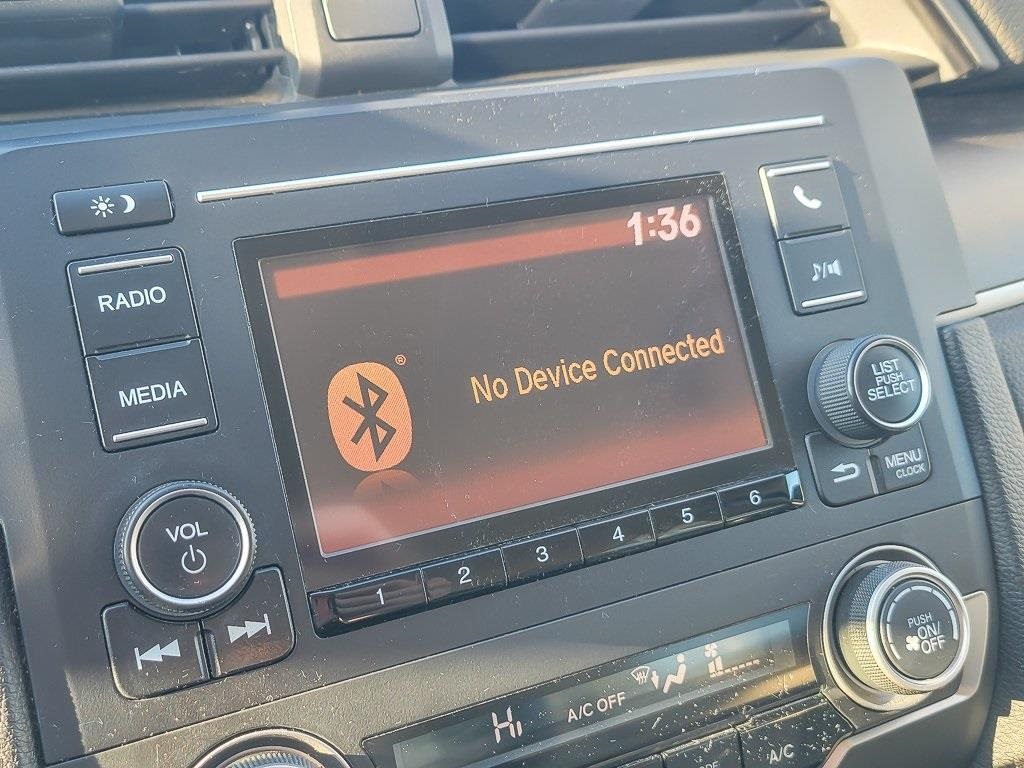 1:36
RADIO
MEDIA
®
No Device Connected
LIST
PUSH
SELECT
MENU
CLOCK
VOL
1 2 3 4 5 6
PUSH
ON/
OFF
Hi
A/C OFF
A/C